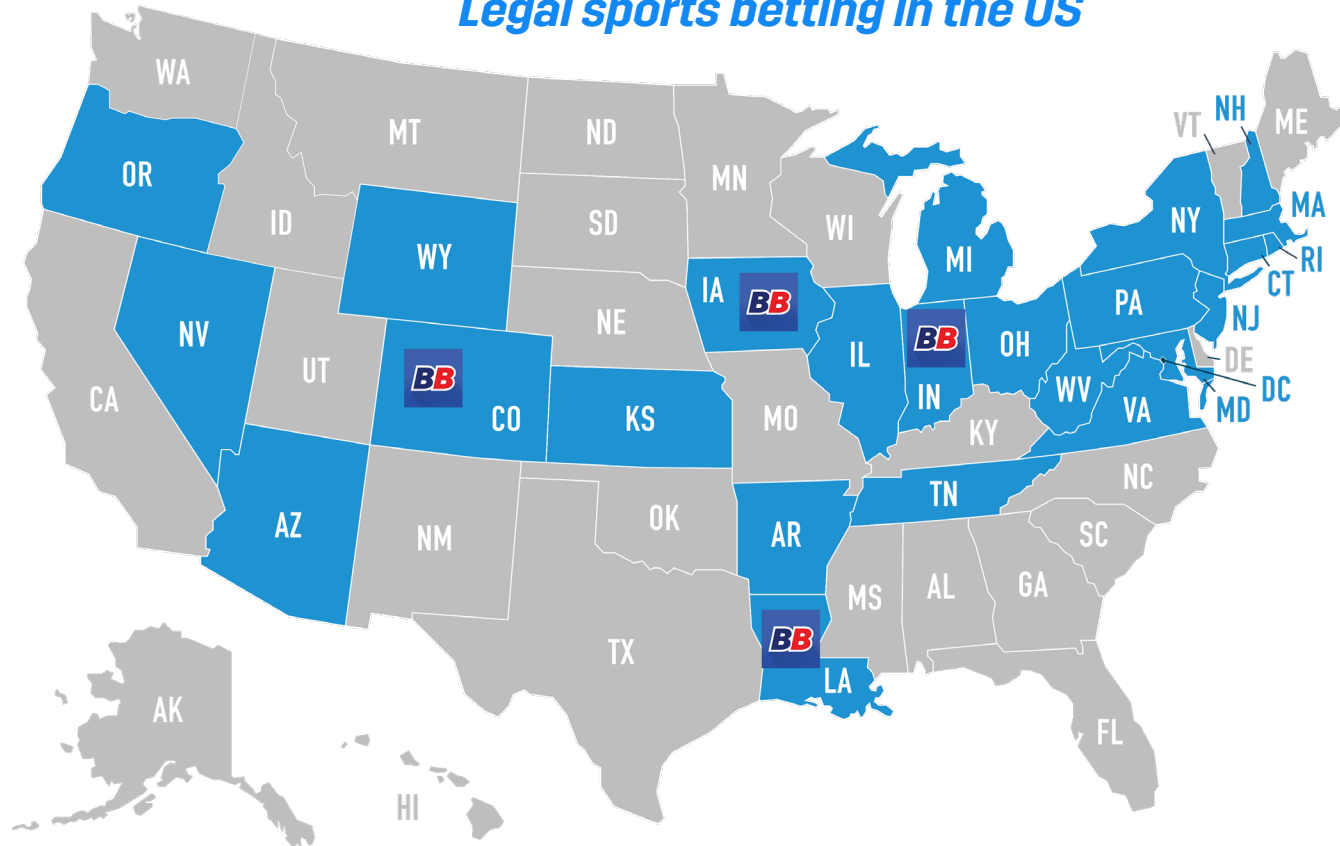 Legal sports betting in the US
WA
MT
ND
MN
VT
NH
ME
OR
ID
SD
WI
NY
MA
WY
MI
RI
IA
BB
CT
NV
NE
PA
NJ
UT
IL
BB
OH
DE
BB
IN
WV
DC
CA
CO
KS
MO
KY
VA
MD
NC
TN
AZ
NM
OK
AR
SC
MS
AL
GA
BB
TX
LA
AK
FL
HI